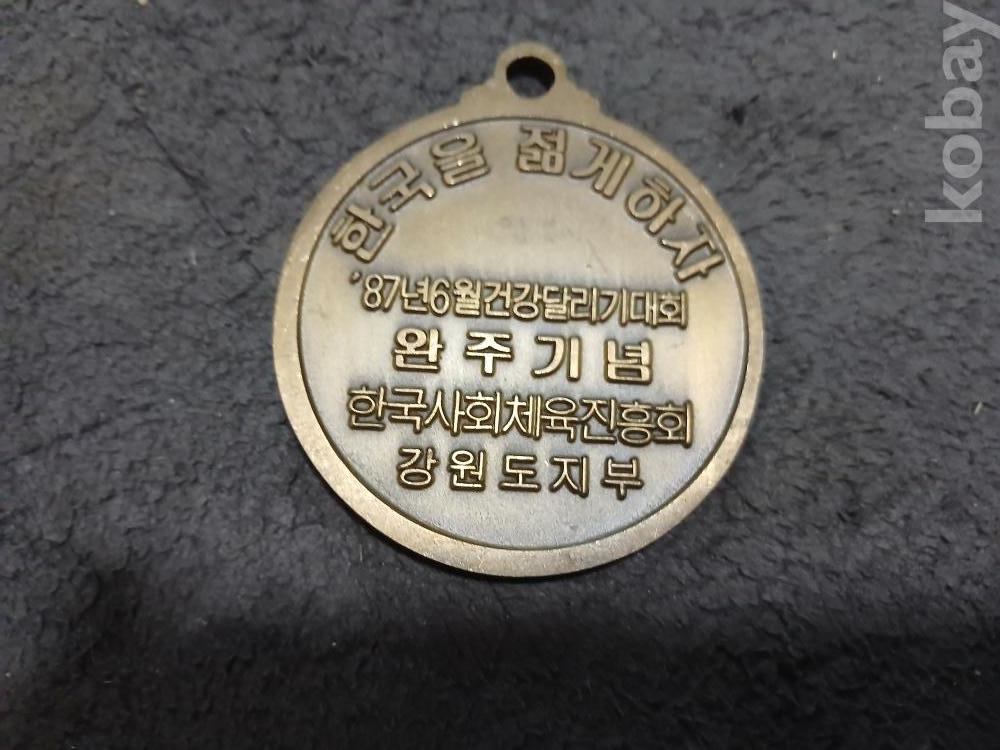 한국을 젊게하자
'87년6월건강달리기대회
완주기념
한국사회체육진흥회
강원도지부
kobay